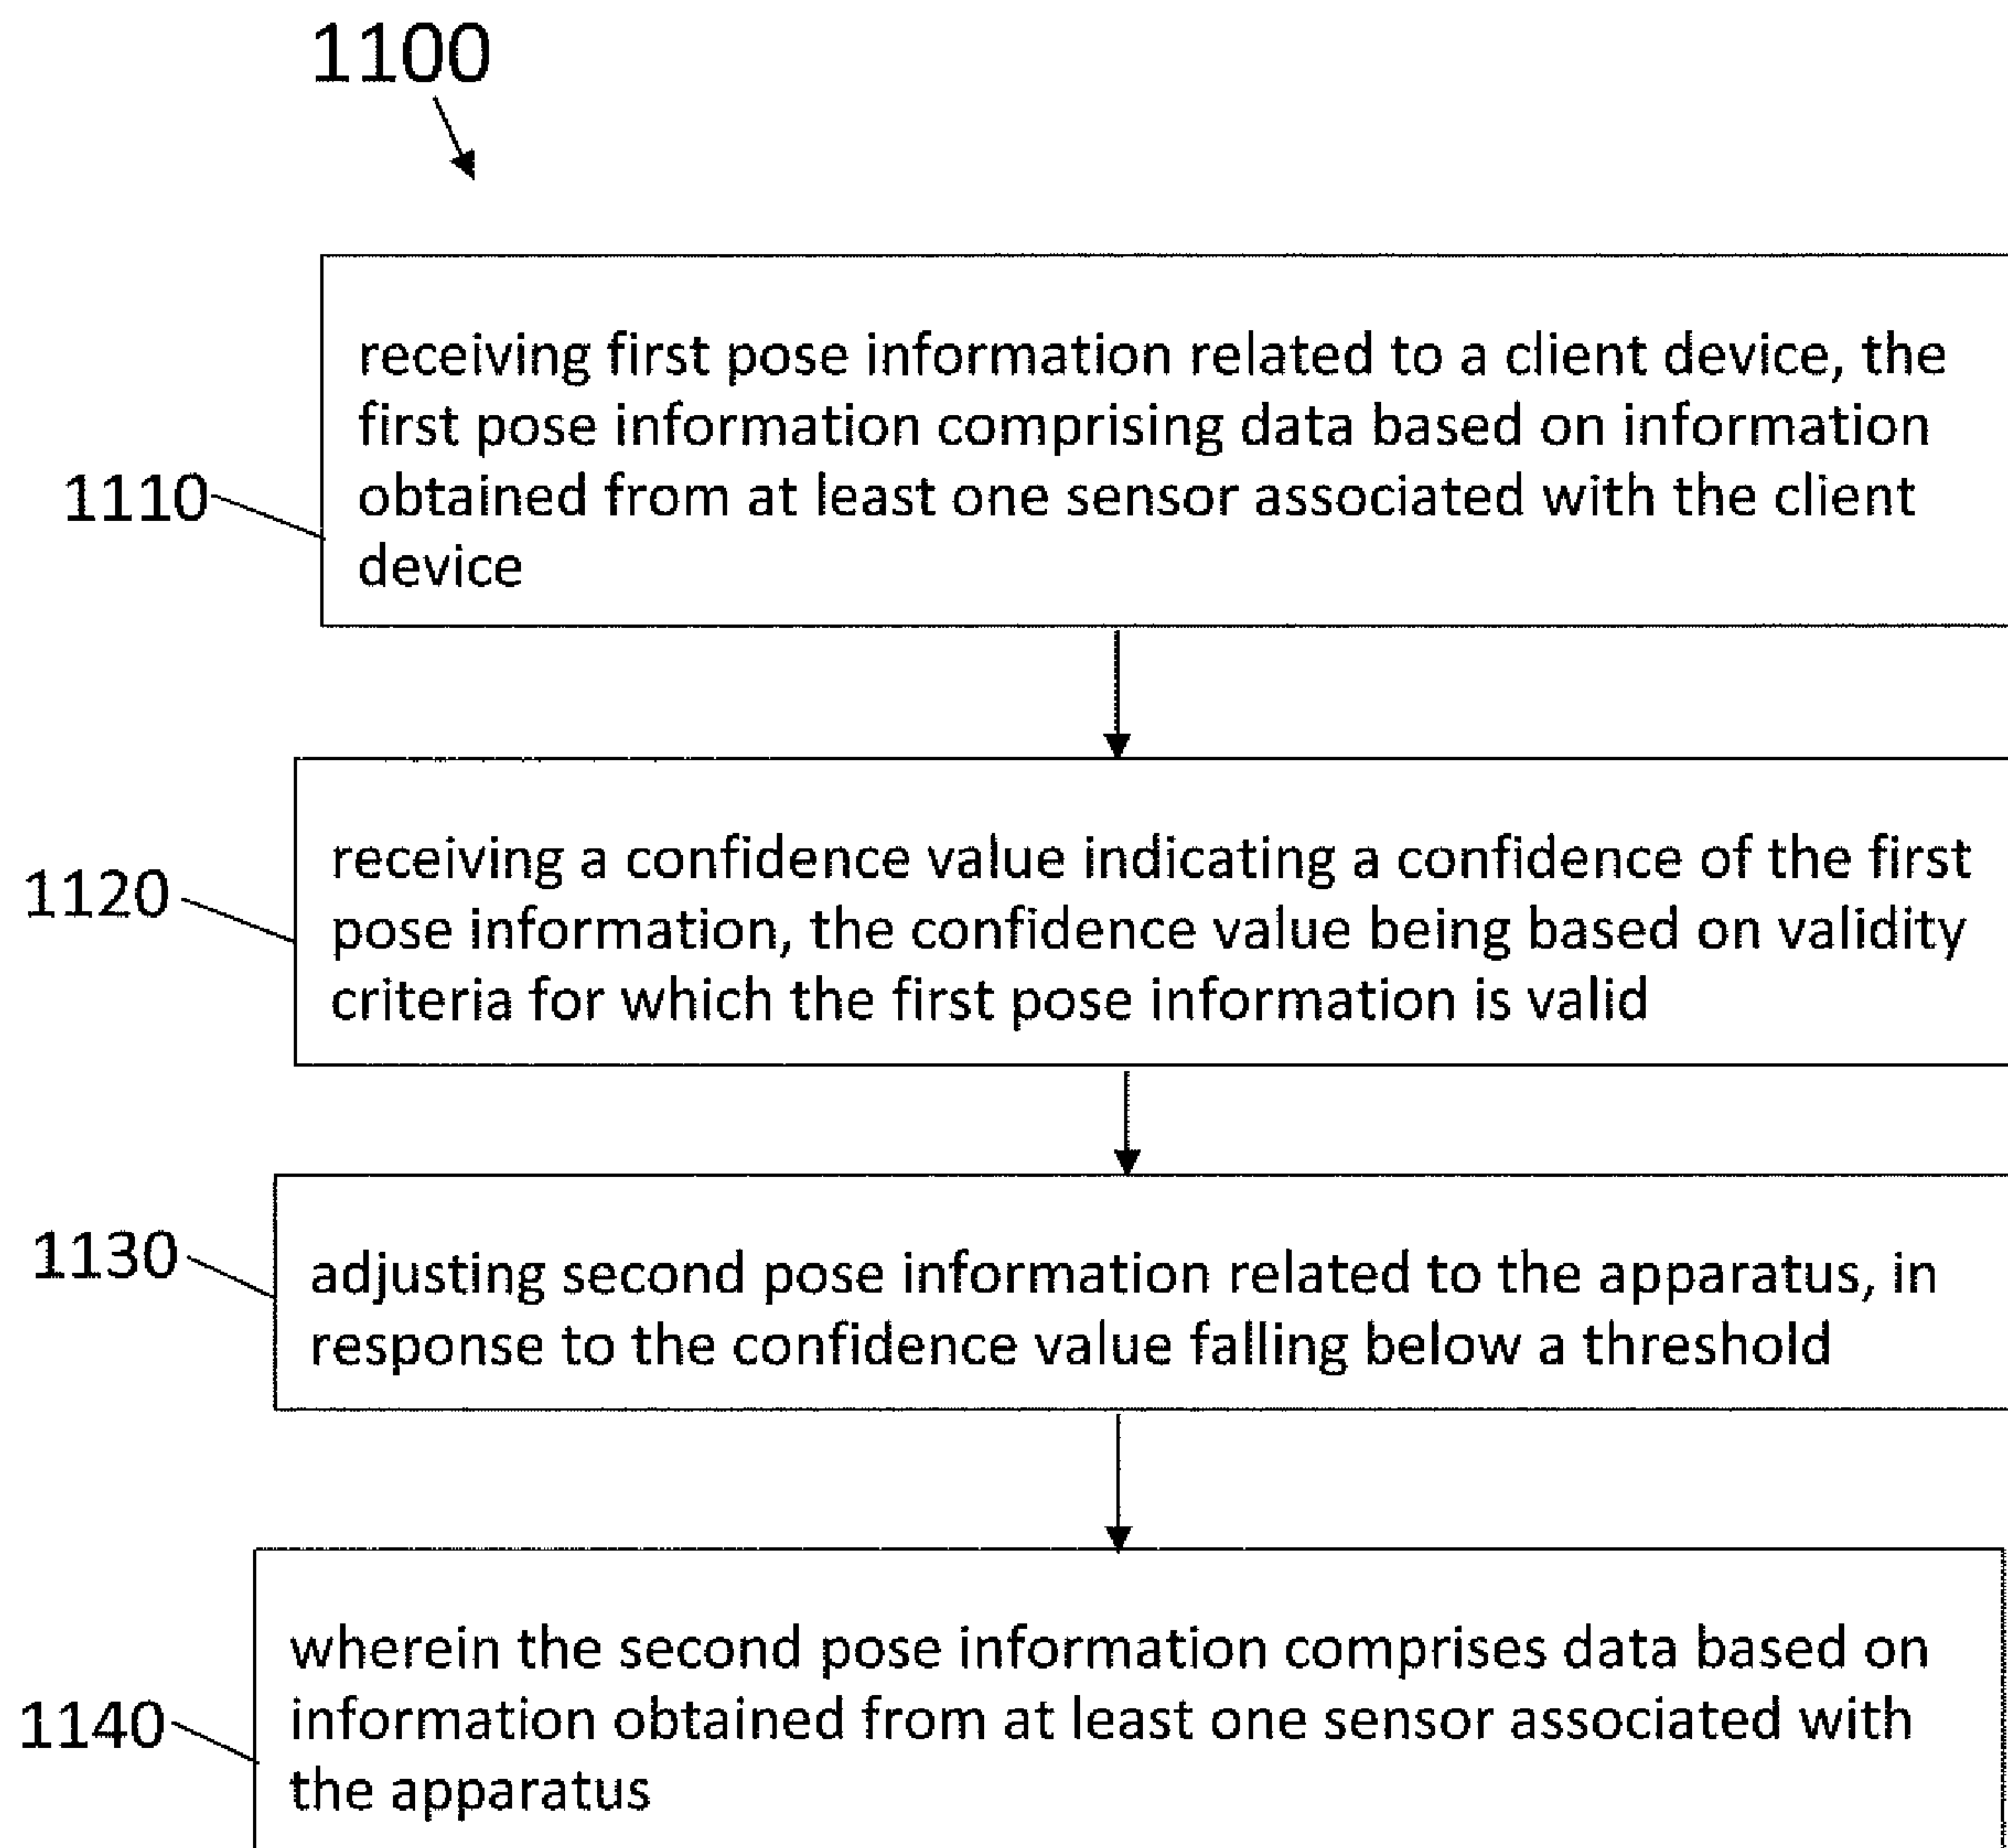 1100
receiving first pose information related to a client device, the
first pose information comprising data based on information
obtained from at least one sensor associated with the client
device
1110
receiving a confidence value indicating a confidence of the first
pose information, the confidence value being based on validity
criteria for which the first pose information is valid
1120
adjusting second pose information related to the apparatus, in
response to the confidence value falling below a threshold
1130
wherein the second pose information comprises data based on
information obtained from at least one sensor associated with
the apparatus
1140